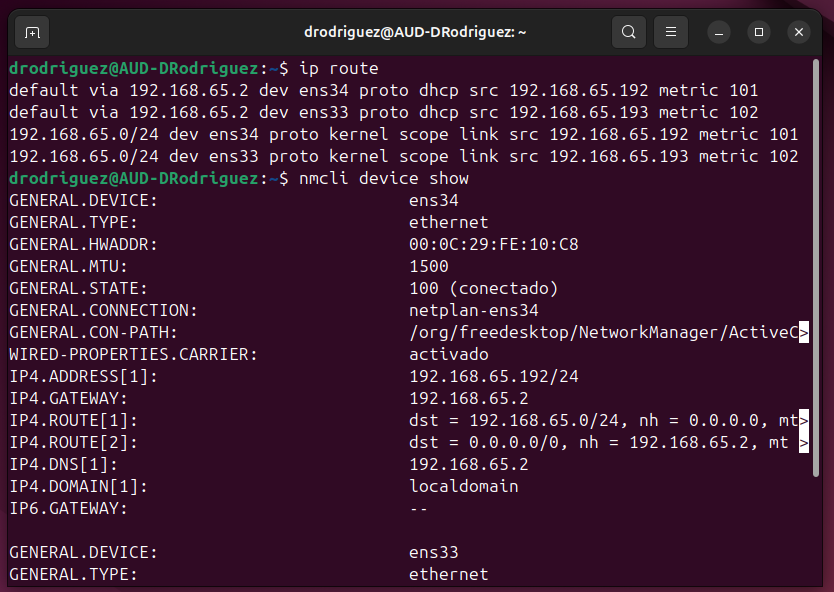 drodriguez@AUD-DRodriguez: ~
drodriguez@AUD-DRodriguez:~$ ip route
default via 192.168.65.2 dev ens34 proto dhcp src 192.168.65.192 metric 101
default via 192.168.65.2 dev ens33 proto dhcp src 192.168.65.193 metric 102
192.168.65.0/24 dev ens34 proto kernel scope link src 192.168.65.192 metric 101
192.168.65.0/24 dev ens33 proto kernel scope link src 192.168.65.193 metric 102
drodriguez@AUD-DRodriguez:~$ nmcli device show
GENERAL.DEVICE: ens34
GENERAL.TYPE: ethernet
GENERAL.HWADDR: 00:0C:29:FE:10:C8
GENERAL.MTU: 1500
GENERAL.STATE: 100 (conectado)
GENERAL.CONNECTION: netplan-ens34
GENERAL.CON-PATH: /org/freedesktop/NetworkManager/ActiveC>
WIRED-PROPERTIES.CARRIER: activado
IP4.ADDRESS[1]: 192.168.65.192/24
IP4.GATEWAY: 192.168.65.2
IP4.ROUTE[1]: dst = 192.168.65.0/24, nh = 0.0.0.0, mt>
IP4.ROUTE[2]: dst = 0.0.0.0/0, nh = 192.168.65.2, mt >
IP4.DNS[1]: 192.168.65.2
IP4.DOMAIN[1]: localdomain
IP6.GATEWAY: --
GENERAL.DEVICE: ens33
GENERAL.TYPE: ethernet